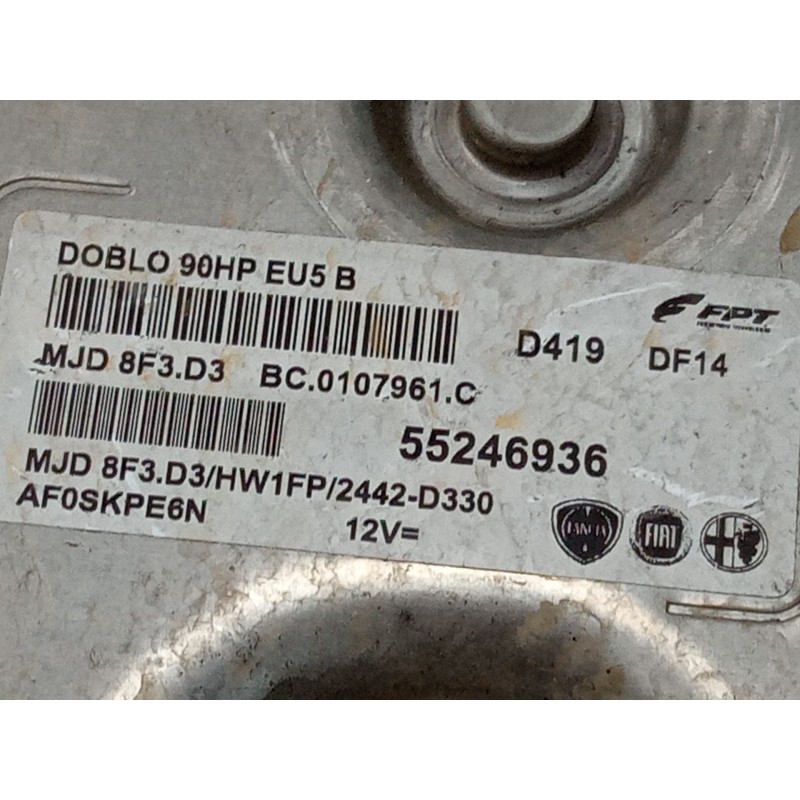 DOBLO 90HP EU5 B
FPT
D419 DF14
MJD 8F3.D3 BC.0107961.C
55246936
MJD 8F3.D3/HW1FP/2442-D330
AF0SKPE6N
12V=
LANCIA FIAT